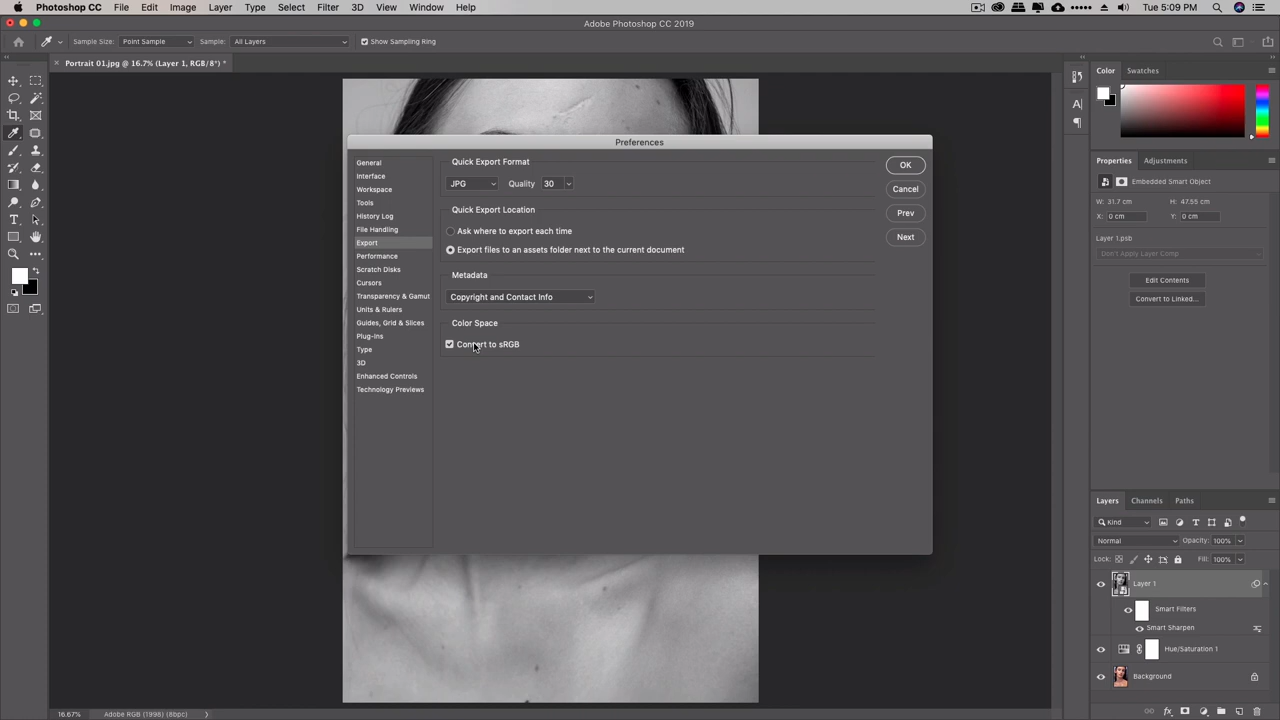 Photoshop CC File Edit Image Layer Type Select Filter 3D View Window Help Tue 5:09 PM
Adobe Photoshop CC 2019
Sample Size: Point Sample Sample: All Layers Show Sampling Ring
Portrait 01.jpg @ 16.7% (Layer 1, RGB/8*) *
Color Swatches
Preferences
General
Interface
Workspace
Tools
History Log
File Handling
Export
Performance
Scratch Disks
Cursors
Transparency & Gamut
Units & Rulers
Guides, Grid & Slices
Plug-Ins
Type
3D
Enhanced Controls
Technology Previews
Quick Export Format
JPG Quality 30
Quick Export Location
Ask where to export each time
Export files to an assets folder next to the current document
Metadata
Copyright and Contact Info
Color Space
Convert to sRGB
OK
Cancel
Prev
Next
Properties Adjustments
Embedded Smart Object
W: 31.7 cm H: 47.55 cm
X: 0 cm Y: 0 cm
Layer 1.psb
Don't Apply Layer Comp
Edit Contents
Convert to Linked...
Layers Channels Paths
Kind
Normal Opacity: 100%
Lock: Fill: 100%
Layer 1
Smart Filters
Smart Sharpen
Hue/Saturation 1
Background
16.67% Adobe RGB (1998) (8bpc)